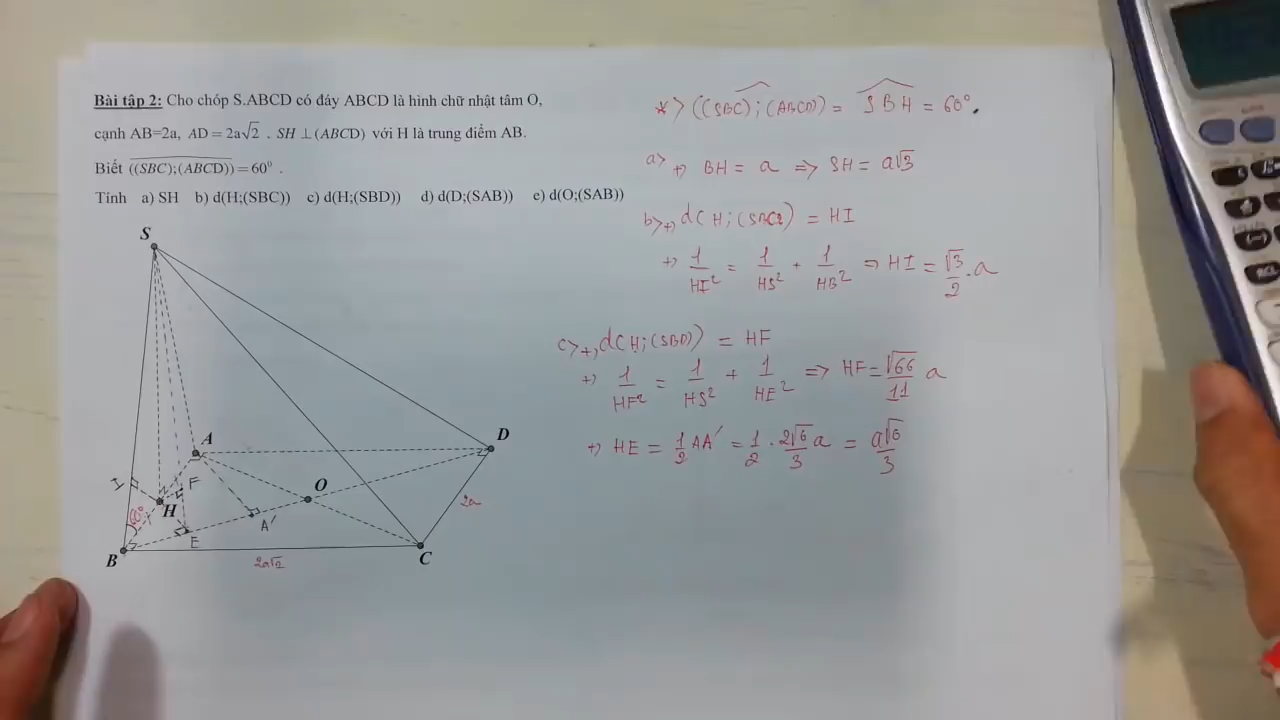 Bài tập 2: Cho chóp S.ABCD có đáy ABCD là hình chữ nhật tâm O,
cạnh AB=2a, AD = 2a√2 . SH ⊥ (ABCD) với H là trung điểm AB.
Biết ((SBC);(ABCD)) = 60⁰ .
Tính a) SH b) d(H;(SBC)) c) d(H;(SBD)) d) d(D;(SAB)) e) d(O;(SAB))
*> ((SBC);(ABCD)) = SBH = 60°.
a> +, BH = a => SH = a√3
b> +, d(H;(SBC)) = HI
+, 1/HI² = 1/HS² + 1/HB² => HI = √3/2 . a
c> +, d(H;(SBD)) = HF
+, 1/HF² = 1/HS² + 1/HE² => HF = √66/11 a
+, HE = 1/2 AA' = 1/2 . 2√6/3 a = a√6/3
S
A
D
I
F
O
H
2a
60°
E
A'
B
C
2a√2